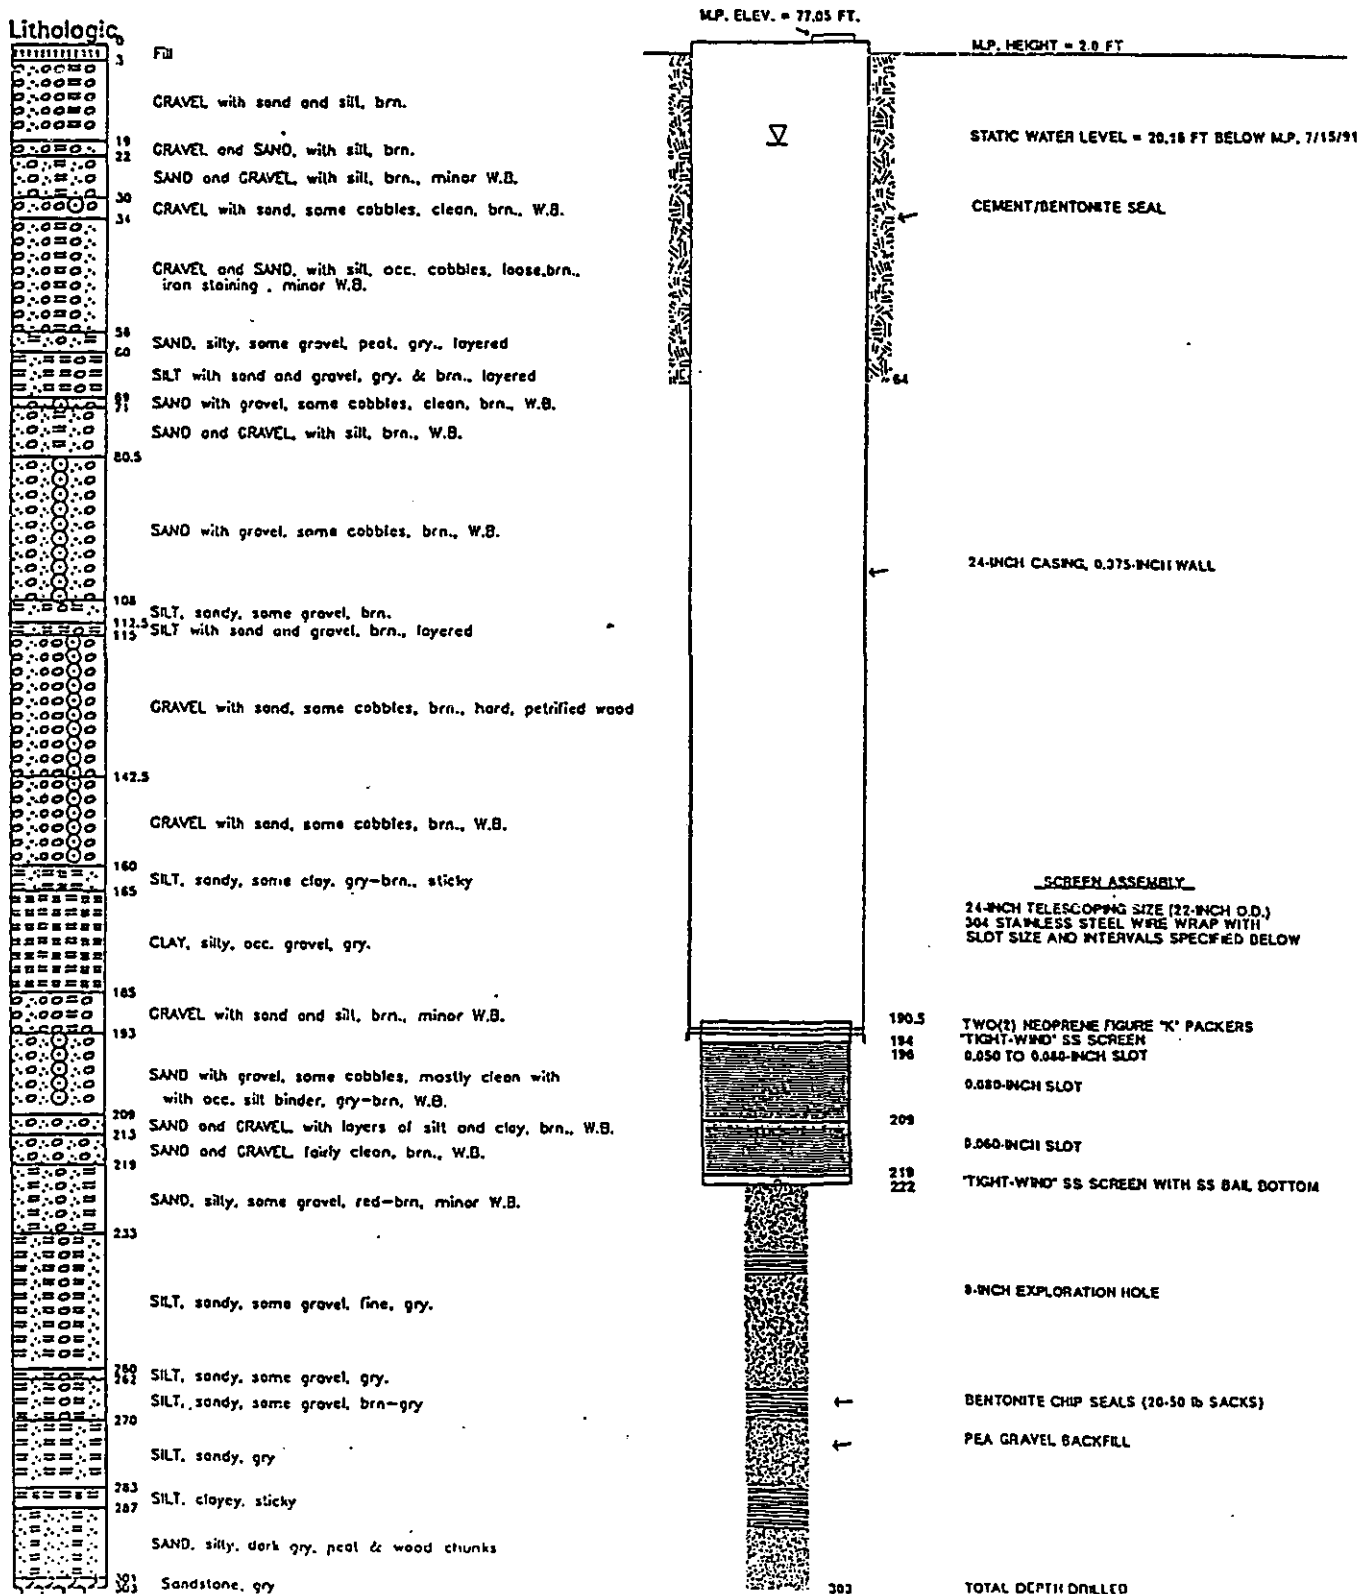 Lithologic
M.P. ELEV. = 77.05 FT.
M.P. HEIGHT = 2.0 FT
0
3
Fill
GRAVEL with sand and silt, brn.
19
GRAVEL and SAND, with silt, brn.
22
SAND and GRAVEL, with silt, brn., minor W.B.
30
GRAVEL with sand, some cobbles, clean, brn., W.B.
34
GRAVEL and SAND, with silt, occ. cobbles, loose, brn.,
iron staining , minor W.B.
56
SAND, silty, some gravel, peat, gry., layered
60
SILT with sand and gravel, gry. & brn., layered
69
SAND with gravel, some cobbles, clean, brn., W.B.
71
SAND and GRAVEL, with silt, brn., W.B.
80.5
SAND with gravel, some cobbles, brn., W.B.
108
SILT, sandy, some gravel, brn.
112.5
SILT with sand and gravel, brn., layered
115
GRAVEL with sand, some cobbles, brn., hard, petrified wood
142.5
GRAVEL with sand, some cobbles, brn., W.B.
160
SILT, sandy, some clay, gry-brn., sticky
165
CLAY, silty, occ. gravel, gry.
185
GRAVEL with sand and silt, brn., minor W.B.
193
SAND with gravel, some cobbles, mostly clean with
with occ. silt binder, gry-brn, W.B.
209
SAND and GRAVEL with layers of silt and clay, brn., W.B.
213
SAND and GRAVEL, fairly clean, brn., W.B.
219
SAND, silty, some gravel, red-brn, minor W.B.
233
SILT, sandy, some gravel, fine, gry.
260
SILT, sandy, some gravel, gry.
262
SILT, sandy, some gravel, brn-gry
270
SILT, sandy, gry
283
SILT, clayey, sticky
287
SAND, silty, dark gry, peat & wood chunks
301
303
Sandstone, gry
STATIC WATER LEVEL = 20.16 FT BELOW M.P. 7/15/91
CEMENT/BENTONITE SEAL
64
24-INCH CASING, 0.375-INCH WALL
SCREEN ASSEMBLY
24-INCH TELESCOPING SIZE (22-INCH O.D.)
304 STAINLESS STEEL WIRE WRAP WITH
SLOT SIZE AND INTERVALS SPECIFIED BELOW
190.5
TWO(2) NEOPRENE FIGURE "K" PACKERS
194
"TIGHT-WIND" SS SCREEN
196
0.050 TO 0.080-INCH SLOT
0.080-INCH SLOT
209
0.060-INCH SLOT
219
222
"TIGHT-WIND" SS SCREEN WITH SS BAIL BOTTOM
8-INCH EXPLORATION HOLE
BENTONITE CHIP SEALS (20-50 lb SACKS)
PEA GRAVEL BACKFILL
303
TOTAL DEPTH DRILLED